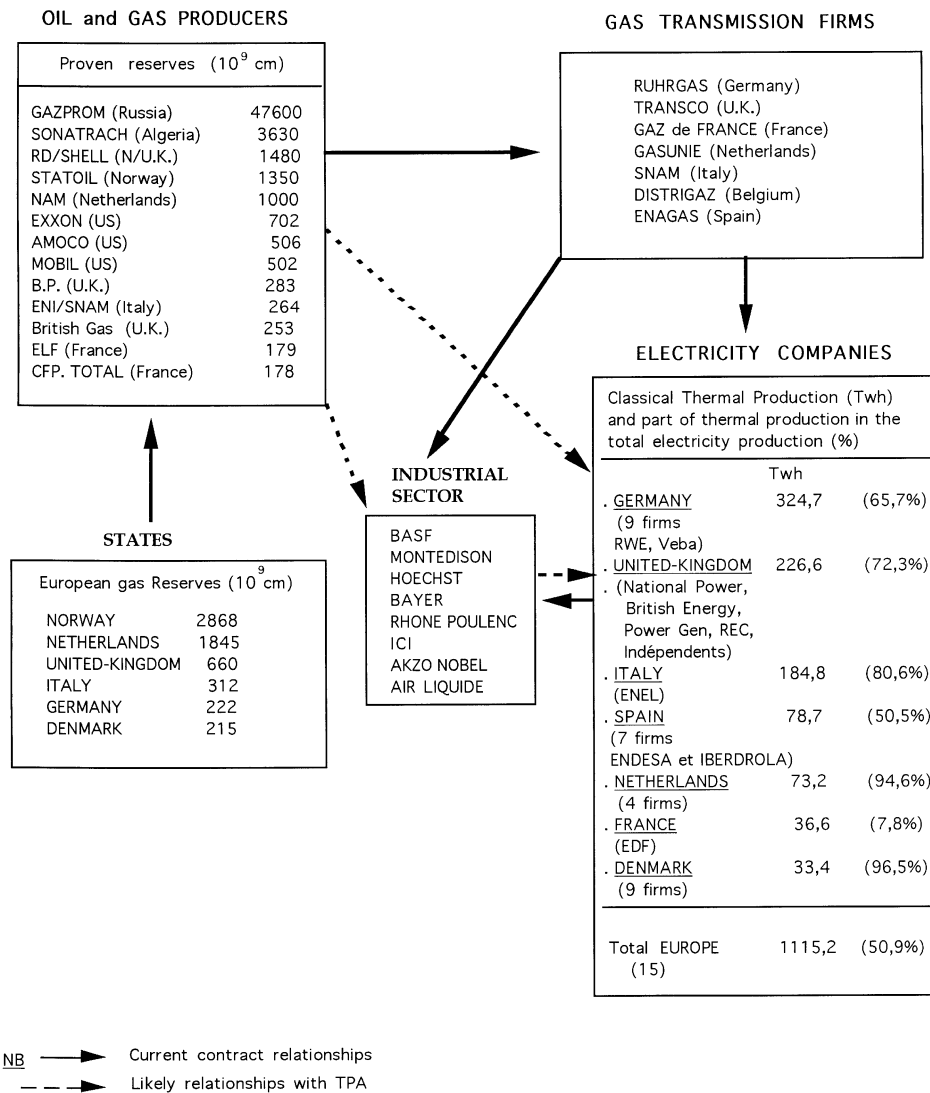 OIL and GAS PRODUCERS
Proven reserves (10^9 cm)
GAZPROM (Russia) 47600
SONATRACH (Algeria) 3630
RD/SHELL (N/U.K.) 1480
STATOIL (Norway) 1350
NAM (Netherlands) 1000
EXXON (US) 702
AMOCO (US) 506
MOBIL (US) 502
B.P. (U.K.) 283
ENI/SNAM (Italy) 264
British Gas (U.K.) 253
ELF (France) 179
CFP. TOTAL (France) 178
GAS TRANSMISSION FIRMS
RUHRGAS (Germany)
TRANSCO (U.K.)
GAZ de FRANCE (France)
GASUNIE (Netherlands)
SNAM (Italy)
DISTRIGAZ (Belgium)
ENAGAS (Spain)
STATES
European gas Reserves (10^9 cm)
NORWAY 2868
NETHERLANDS 1845
UNITED-KINGDOM 660
ITALY 312
GERMANY 222
DENMARK 215
INDUSTRIAL
SECTOR
BASF
MONTEDISON
HOECHST
BAYER
RHONE POULENC
ICI
AKZO NOBEL
AIR LIQUIDE
ELECTRICITY COMPANIES
Classical Thermal Production (Twh)
and part of thermal production in the
total electricity production (%)
Twh
. GERMANY 324,7 (65,7%)
(9 firms
RWE, Veba)
. UNITED-KINGDOM 226,6 (72,3%)
. (National Power,
British Energy,
Power Gen, REC,
Indépendents)
. ITALY 184,8 (80,6%)
(ENEL)
. SPAIN 78,7 (50,5%)
(7 firms
ENDESA et IBERDROLA)
. NETHERLANDS 73,2 (94,6%)
(4 firms)
. FRANCE 36,6 (7,8%)
(EDF)
. DENMARK 33,4 (96,5%)
(9 firms)
Total EUROPE 1115,2 (50,9%)
(15)
NB Current contract relationships
Likely relationships with TPA